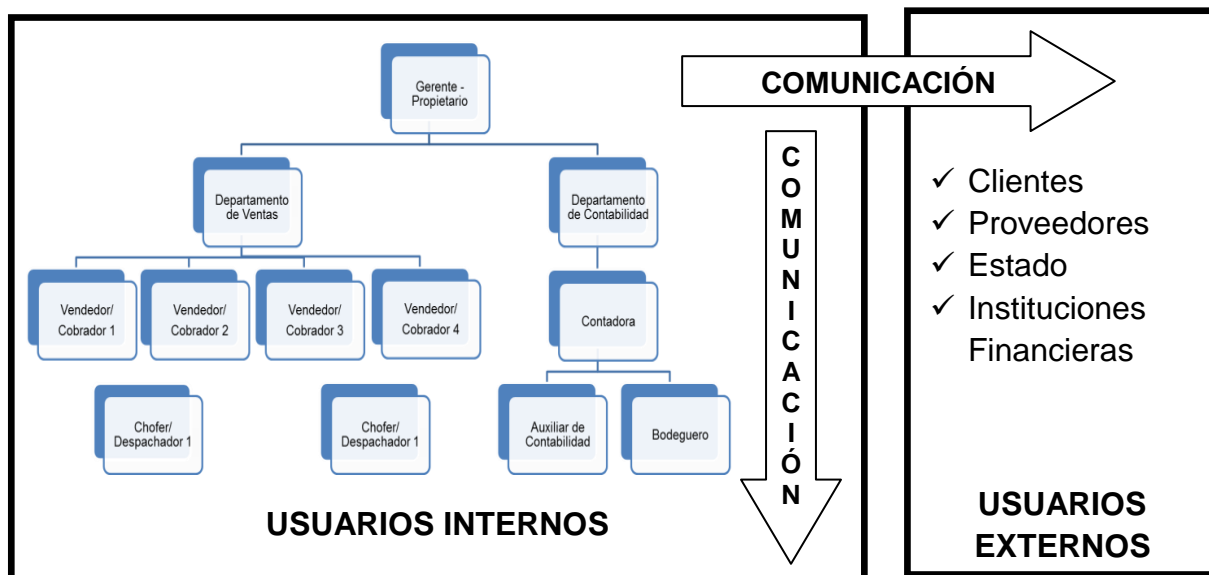 Gerente -
Propietario
COMUNICACIÓN
Departamento
de Ventas
Departamento
de Contabilidad
COMUNICACIÓN
Vendedor/
Cobrador 1
Vendedor/
Cobrador 2
Vendedor/
Cobrador 3
Vendedor/
Cobrador 4
Contadora
Chofer/
Despachador 1
Chofer/
Despachador 1
Auxiliar de
Contabilidad
Bodeguero
USUARIOS INTERNOS
✓ Clientes
✓ Proveedores
✓ Estado
✓ Instituciones
Financieras
USUARIOS
EXTERNOS